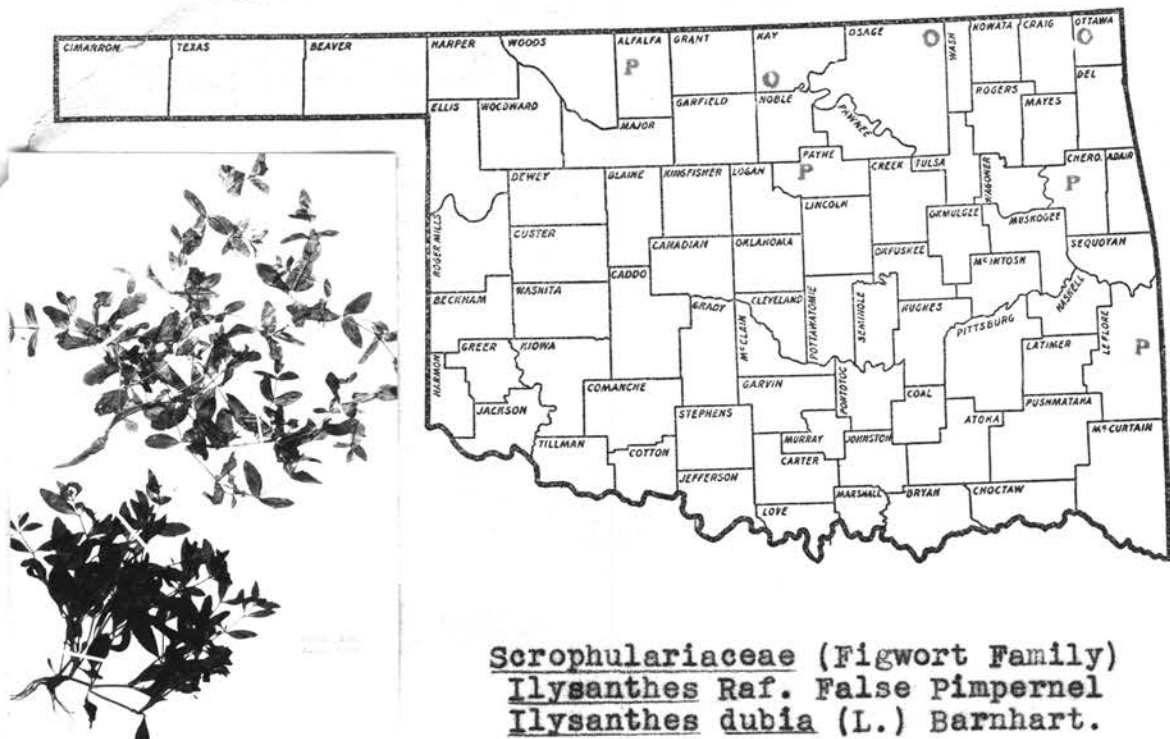 CIMARRON
TEXAS
BEAVER
HARPER
WOODS
ALFALFA
GRANT
KAY
OSAGE
O
WASH
NOWATA
CRAIG
OTTAWA
O
P
O
DEL
ELLIS
WOODWARD
GARFIELD
NOBLE
PAWNEE
ROGERS
MAYES
MAJOR
PAYNE
P
CREEK
TULSA
WAGONER
CHERO.
P
ADAIR
DEWEY
BLAINE
KINGFISHER
LOGAN
LINCOLN
ROGER MILLS
CUSTER
CANADIAN
OKLAHOMA
OKMULGEE
MUSKOGEE
OKFUSKEE
SEQUOYAH
MCINTOSH
CADDO
BECKHAM
WASHITA
GRADY
CLEVELAND
McCLEIN
POTTAWATOMIE
SEMINOLE
HUGHES
PITTSBURG
HASKELL
LEFLORE
P
LATIMER
GREER
KIOWA
HARMON
COMANCHE
GARVIN
PONTOTOC
COAL
PUSHMATAHA
JACKSON
STEPHENS
ATOKA
McCURTAIN
TILLMAN
COTTON
MURRAY
JOHNSTON
CARTER
JEFFERSON
MARSHALL
BRYAN
CHOCTAW
LOVE
Scrophulariaceae (Figwort Family)
Ilysanthes Raf. False Pimpernel
Ilysanthes dubia (L.) Barnhart.